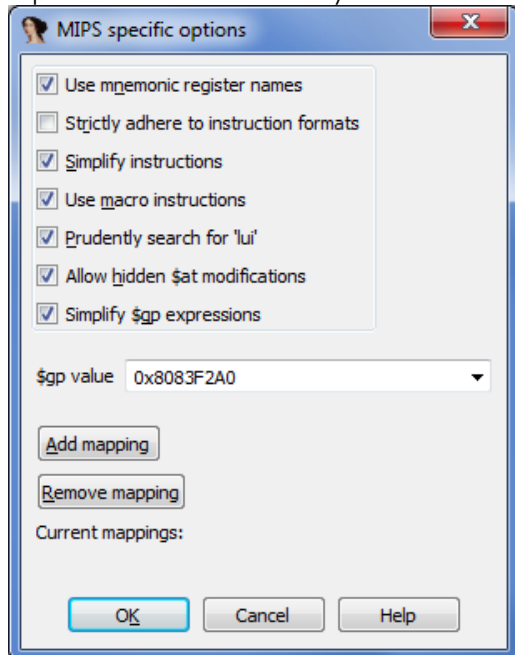 MIPS specific options
Use mnemonic register names
Strictly adhere to instruction formats
Simplify instructions
Use macro instructions
Prudently search for 'lui'
Allow hidden $at modifications
Simplify $gp expressions
$gp value 0x8083F2A0
Add mapping
Remove mapping
Current mappings:
OK Cancel Help